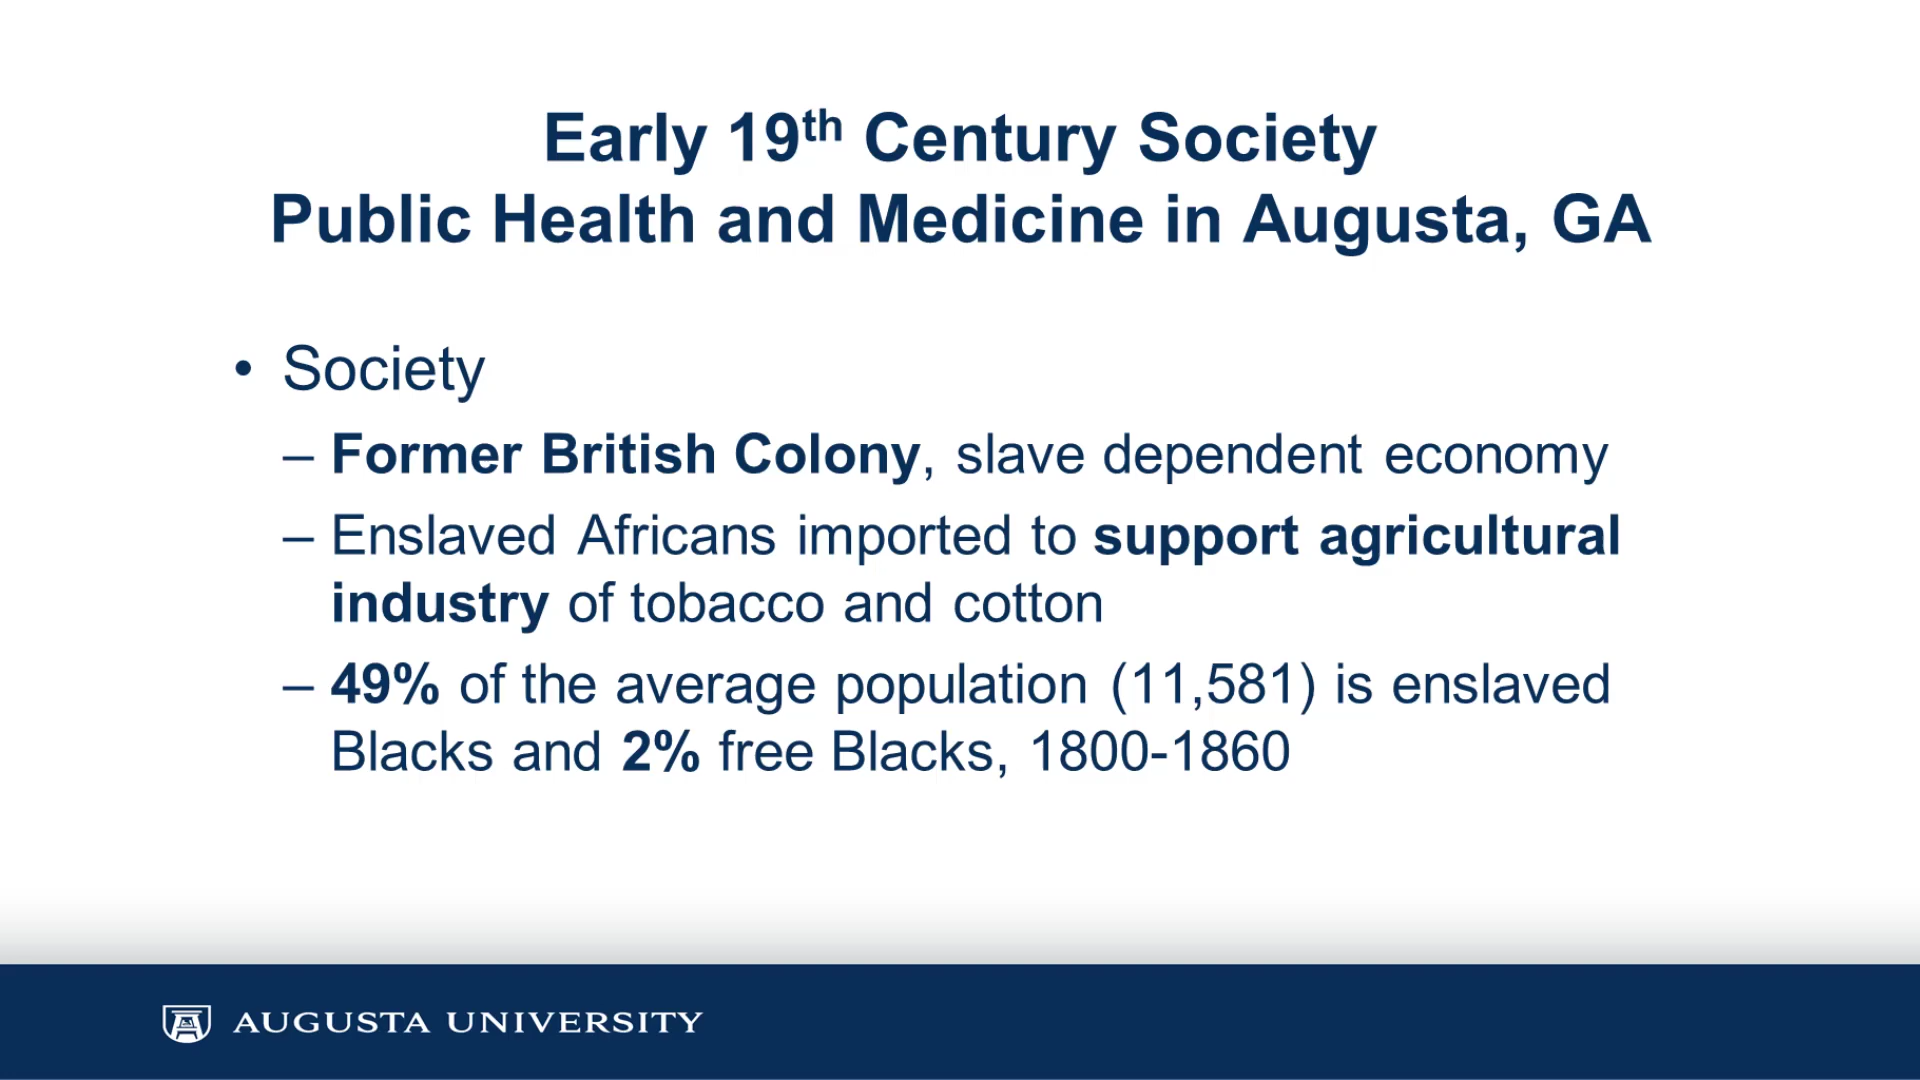 Early 19th Century Society
Public Health and Medicine in Augusta, GA
• Society
– Former British Colony, slave dependent economy
– Enslaved Africans imported to support agricultural
industry of tobacco and cotton
– 49% of the average population (11,581) is enslaved
Blacks and 2% free Blacks, 1800-1860
AUGUSTA UNIVERSITY